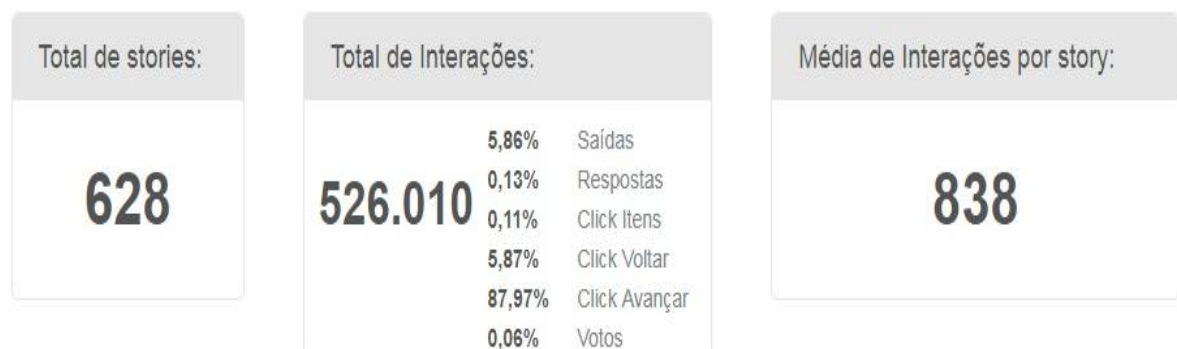 Total de stories:
628
Total de Interações:
526.010
5,86% Saídas
0,13% Respostas
0,11% Click Itens
5,87% Click Voltar
87,97% Click Avançar
0,06% Votos
Média de Interações por story:
838